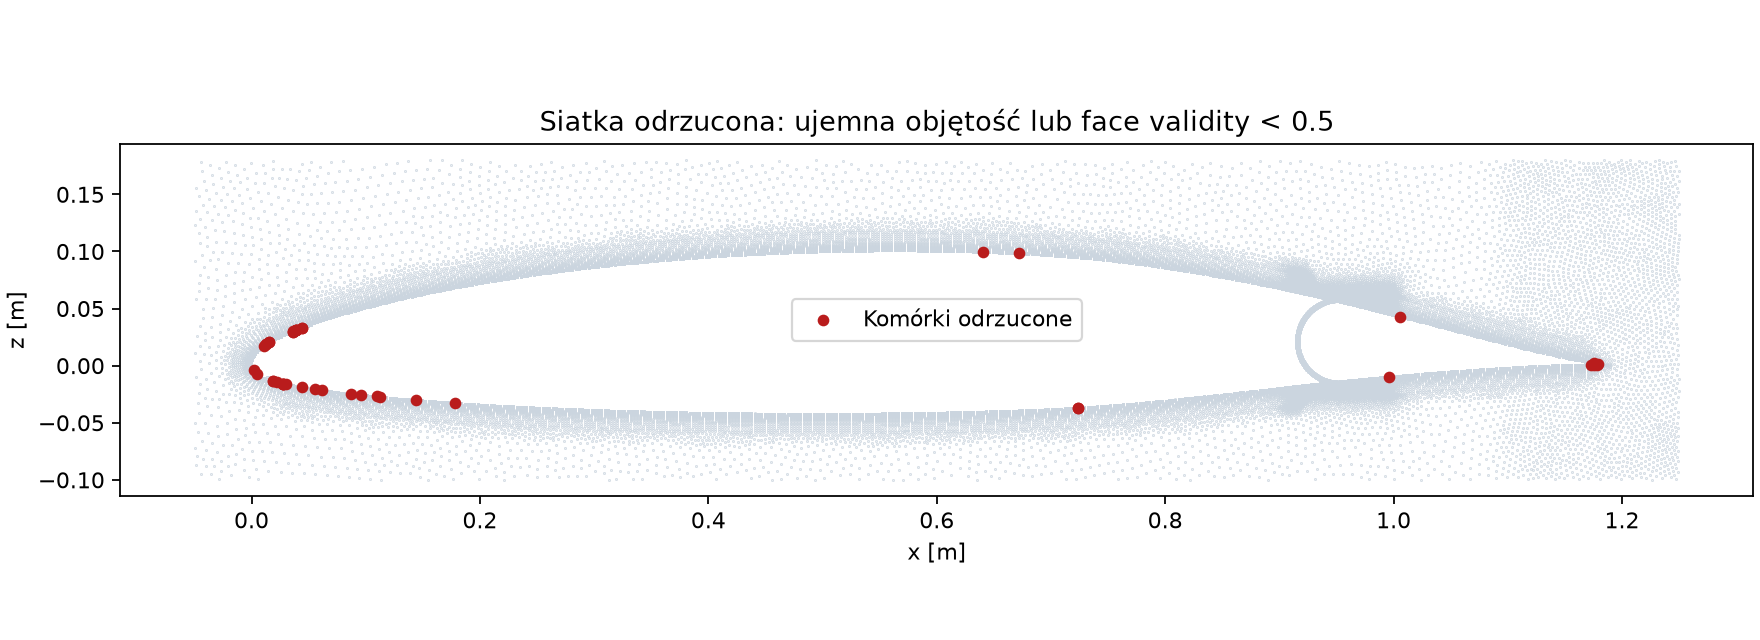 Siatka odrzucona: ujemna objętość lub face validity < 0.5
z [m]
0.15
0.10
0.05
0.00
−0.05
−0.10
Komórki odrzucone
0.0 0.2 0.4 0.6 0.8 1.0 1.2
x [m]